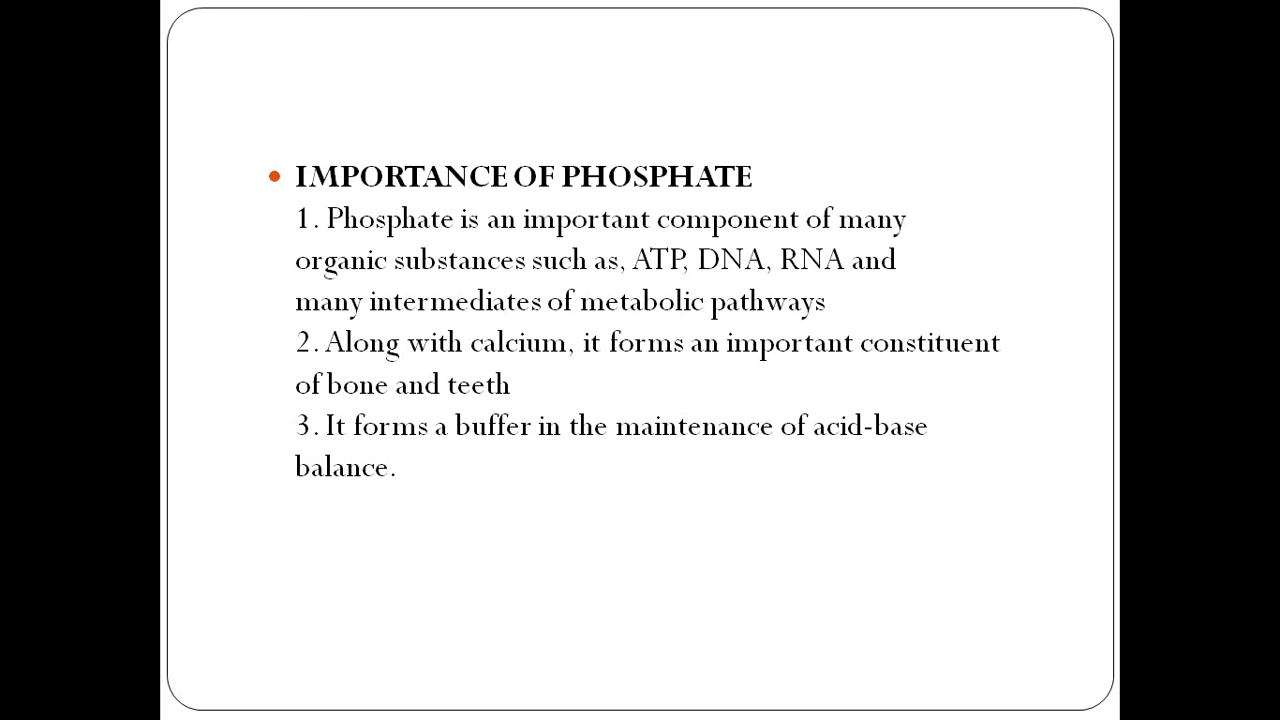 IMPORTANCE OF PHOSPHATE
1. Phosphate is an important component of many
organic substances such as, ATP, DNA, RNA and
many intermediates of metabolic pathways
2. Along with calcium, it forms an important constituent
of bone and teeth
3. It forms a buffer in the maintenance of acid-base
balance.